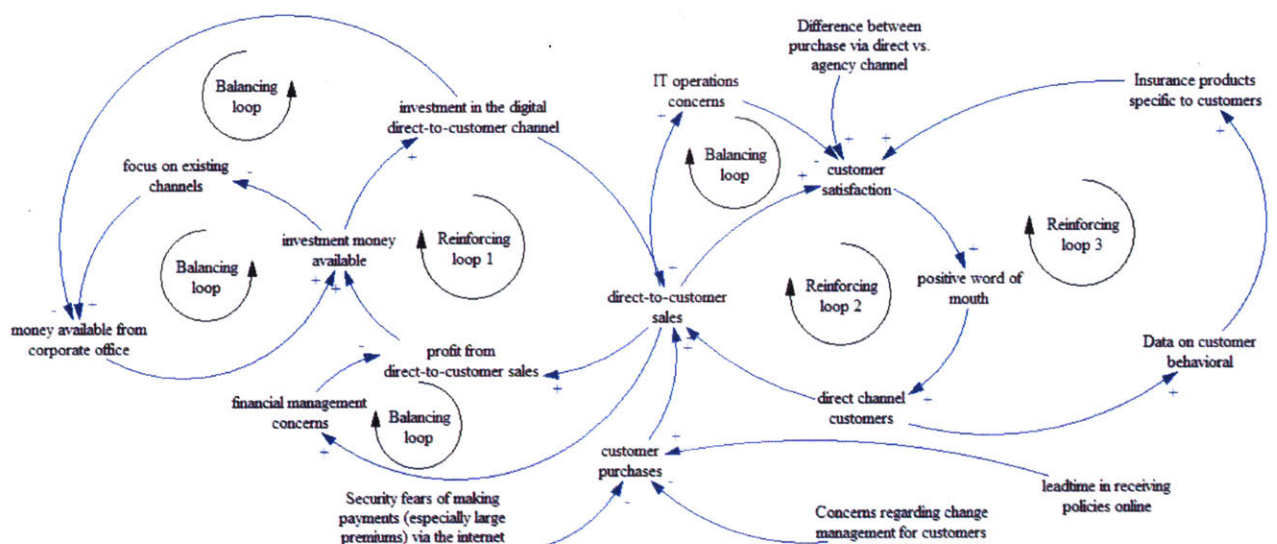 Difference between
purchase via direct vs.
agency channel
IT operations
concerns
Insurance products
specific to customers
Balancing
loop
investment in the digital
direct-to-customer channel
Balancing
loop
focus on existing
channels
customer
satisfaction
investment money
available
Reinforcing
loop 1
Reinforcing
loop 3
Balancing
loop
direct-to-customer
sales
Reinforcing
loop 2
positive word of
mouth
money available from
corporate office
profit from
direct-to-customer sales
Data on customer
behavioral
financial management
concerns
Balancing
loop
direct channel
customers
customer
purchases
Security fears of making
payments (especially large
premiums) via the internet
Concerns regarding change
management for customers
leadtime in receiving
policies online